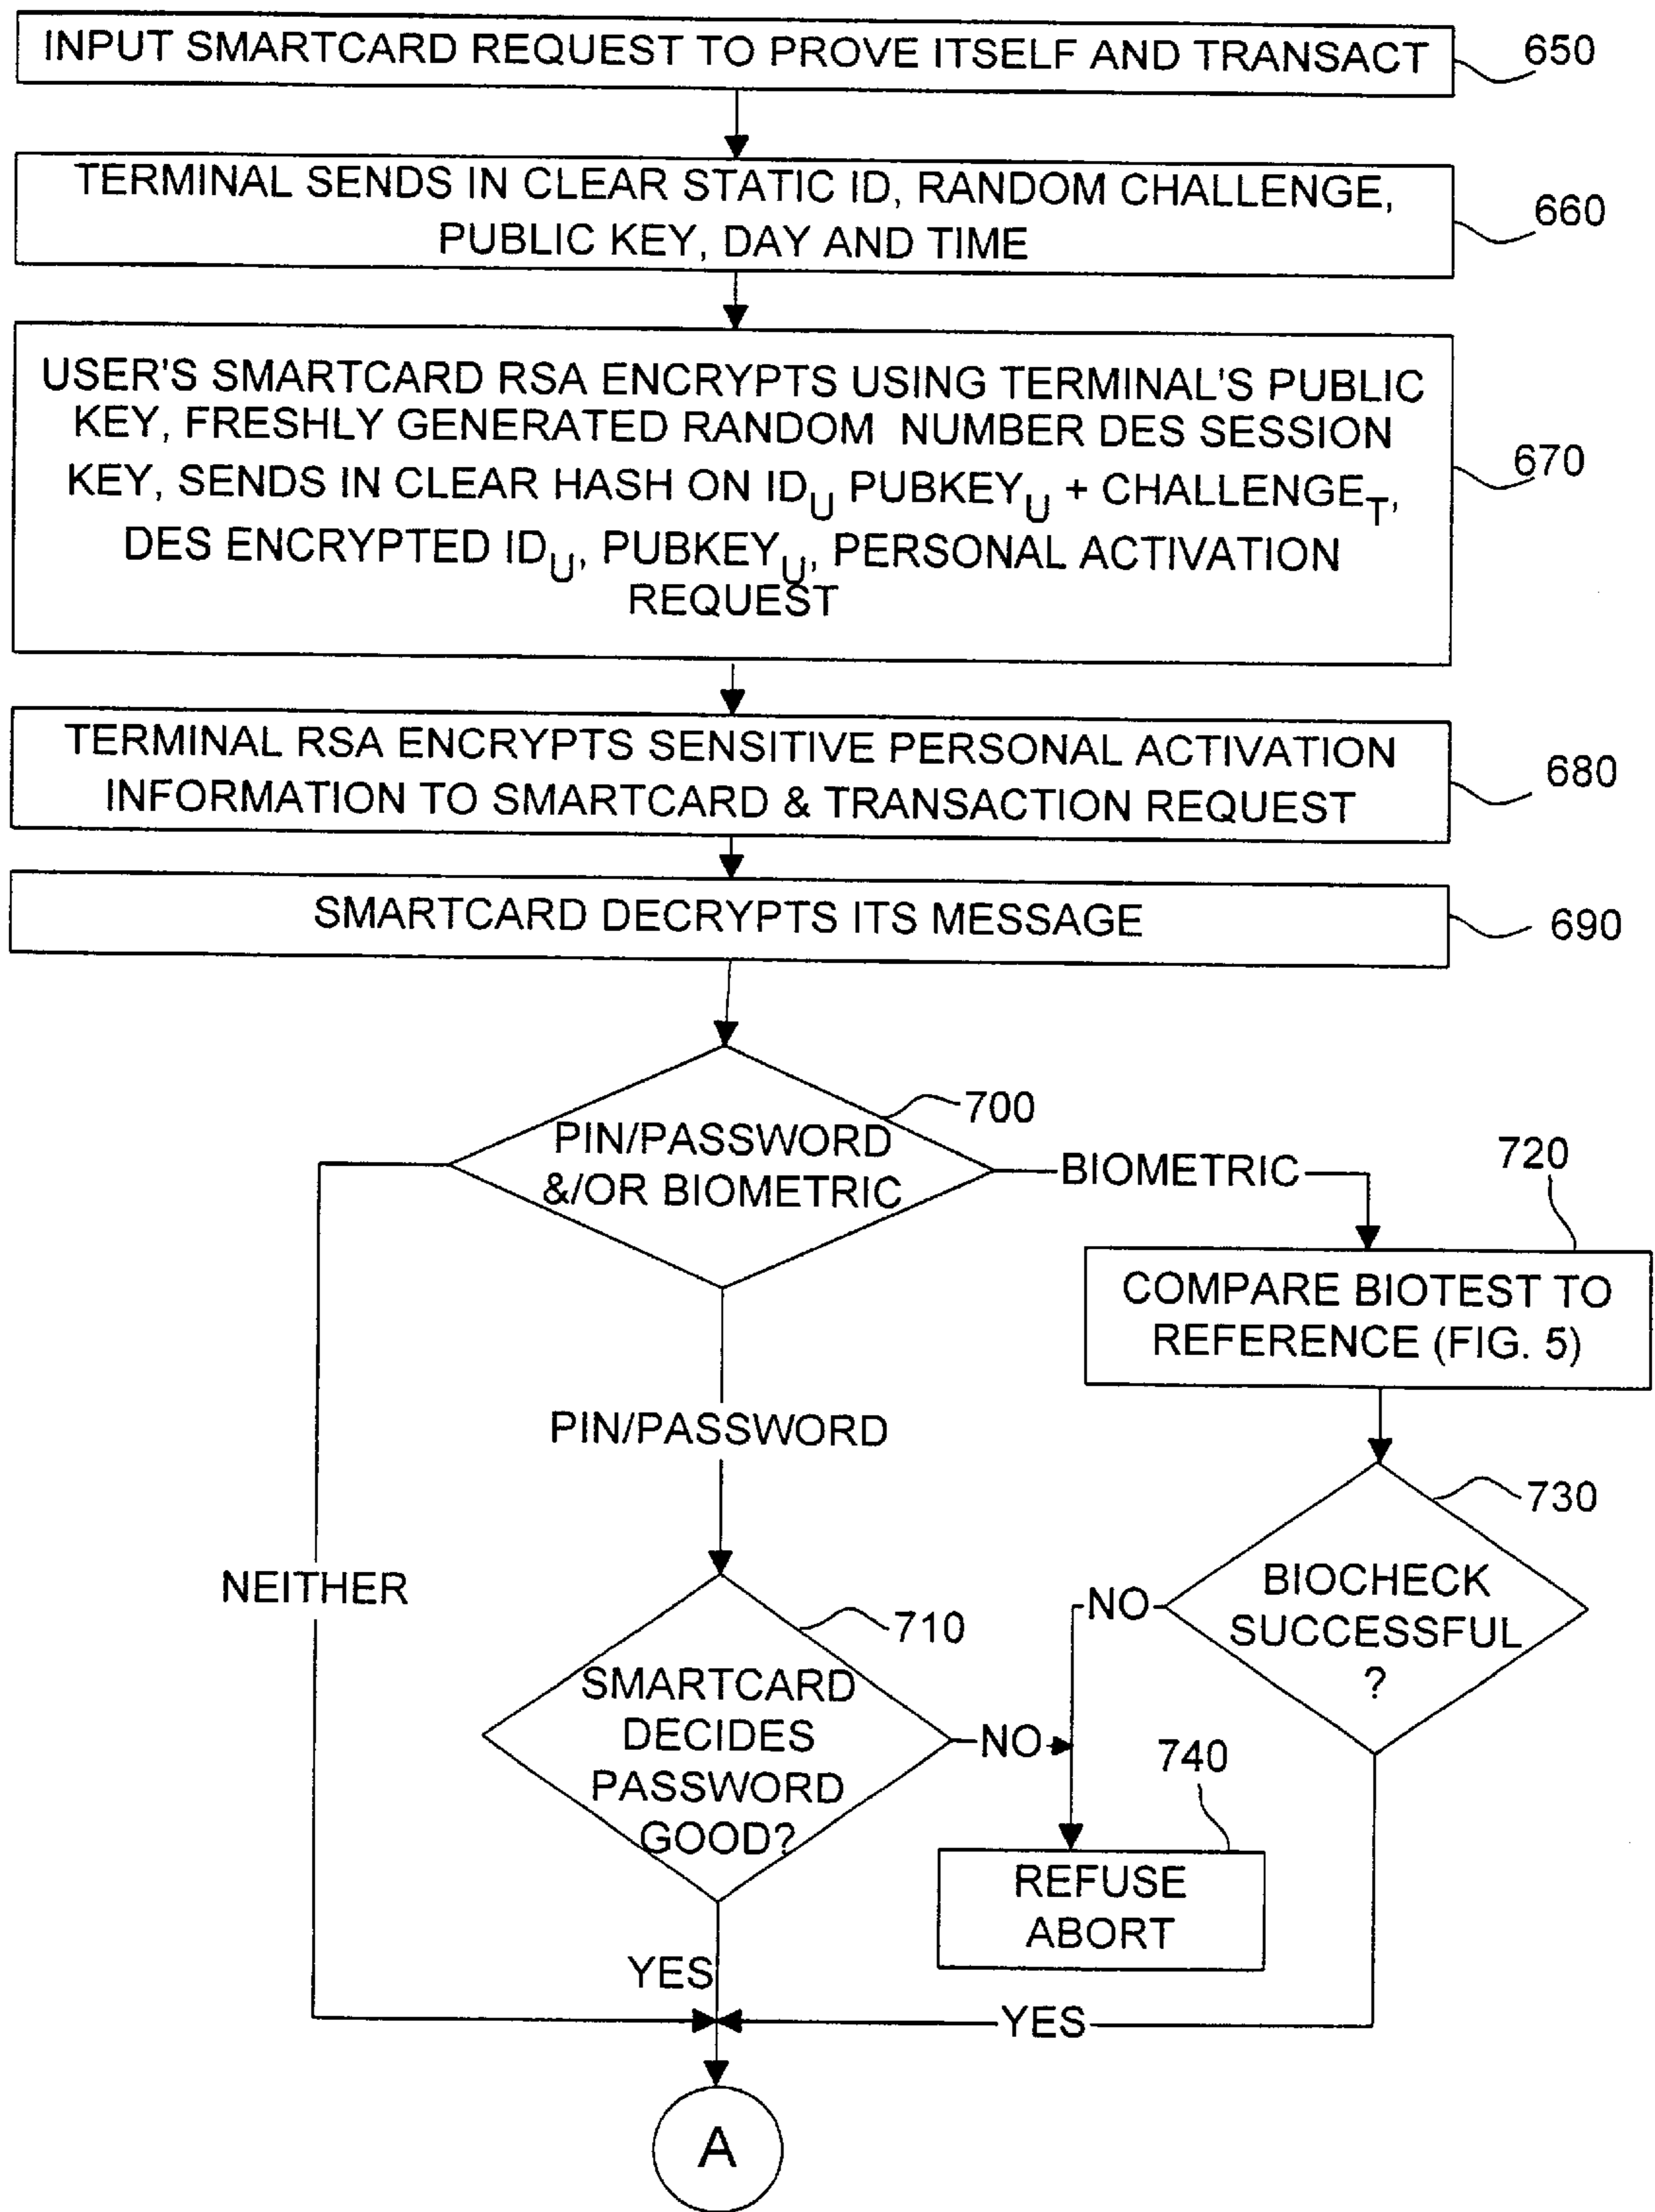 INPUT SMARTCARD REQUEST TO PROVE ITSELF AND TRANSACT
650
TERMINAL SENDS IN CLEAR STATIC ID, RANDOM CHALLENGE,
PUBLIC KEY, DAY AND TIME
660
USER'S SMARTCARD RSA ENCRYPTS USING TERMINAL'S PUBLIC
KEY, FRESHLY GENERATED RANDOM NUMBER DES SESSION
KEY, SENDS IN CLEAR HASH ON ID_U PUBKEY_U + CHALLENGE_T,
DES ENCRYPTED ID_U, PUBKEY_U, PERSONAL ACTIVATION
REQUEST
670
TERMINAL RSA ENCRYPTS SENSITIVE PERSONAL ACTIVATION
INFORMATION TO SMARTCARD & TRANSACTION REQUEST
680
SMARTCARD DECRYPTS ITS MESSAGE
690
700
PIN/PASSWORD
&/OR BIOMETRIC
BIOMETRIC
720
COMPARE BIOTEST TO
REFERENCE (FIG. 5)
PIN/PASSWORD
730
BIOCHECK
SUCCESSFUL
?
NO
NEITHER
710
SMARTCARD
DECIDES
PASSWORD
GOOD?
NO
740
REFUSE
ABORT
YES
YES
A